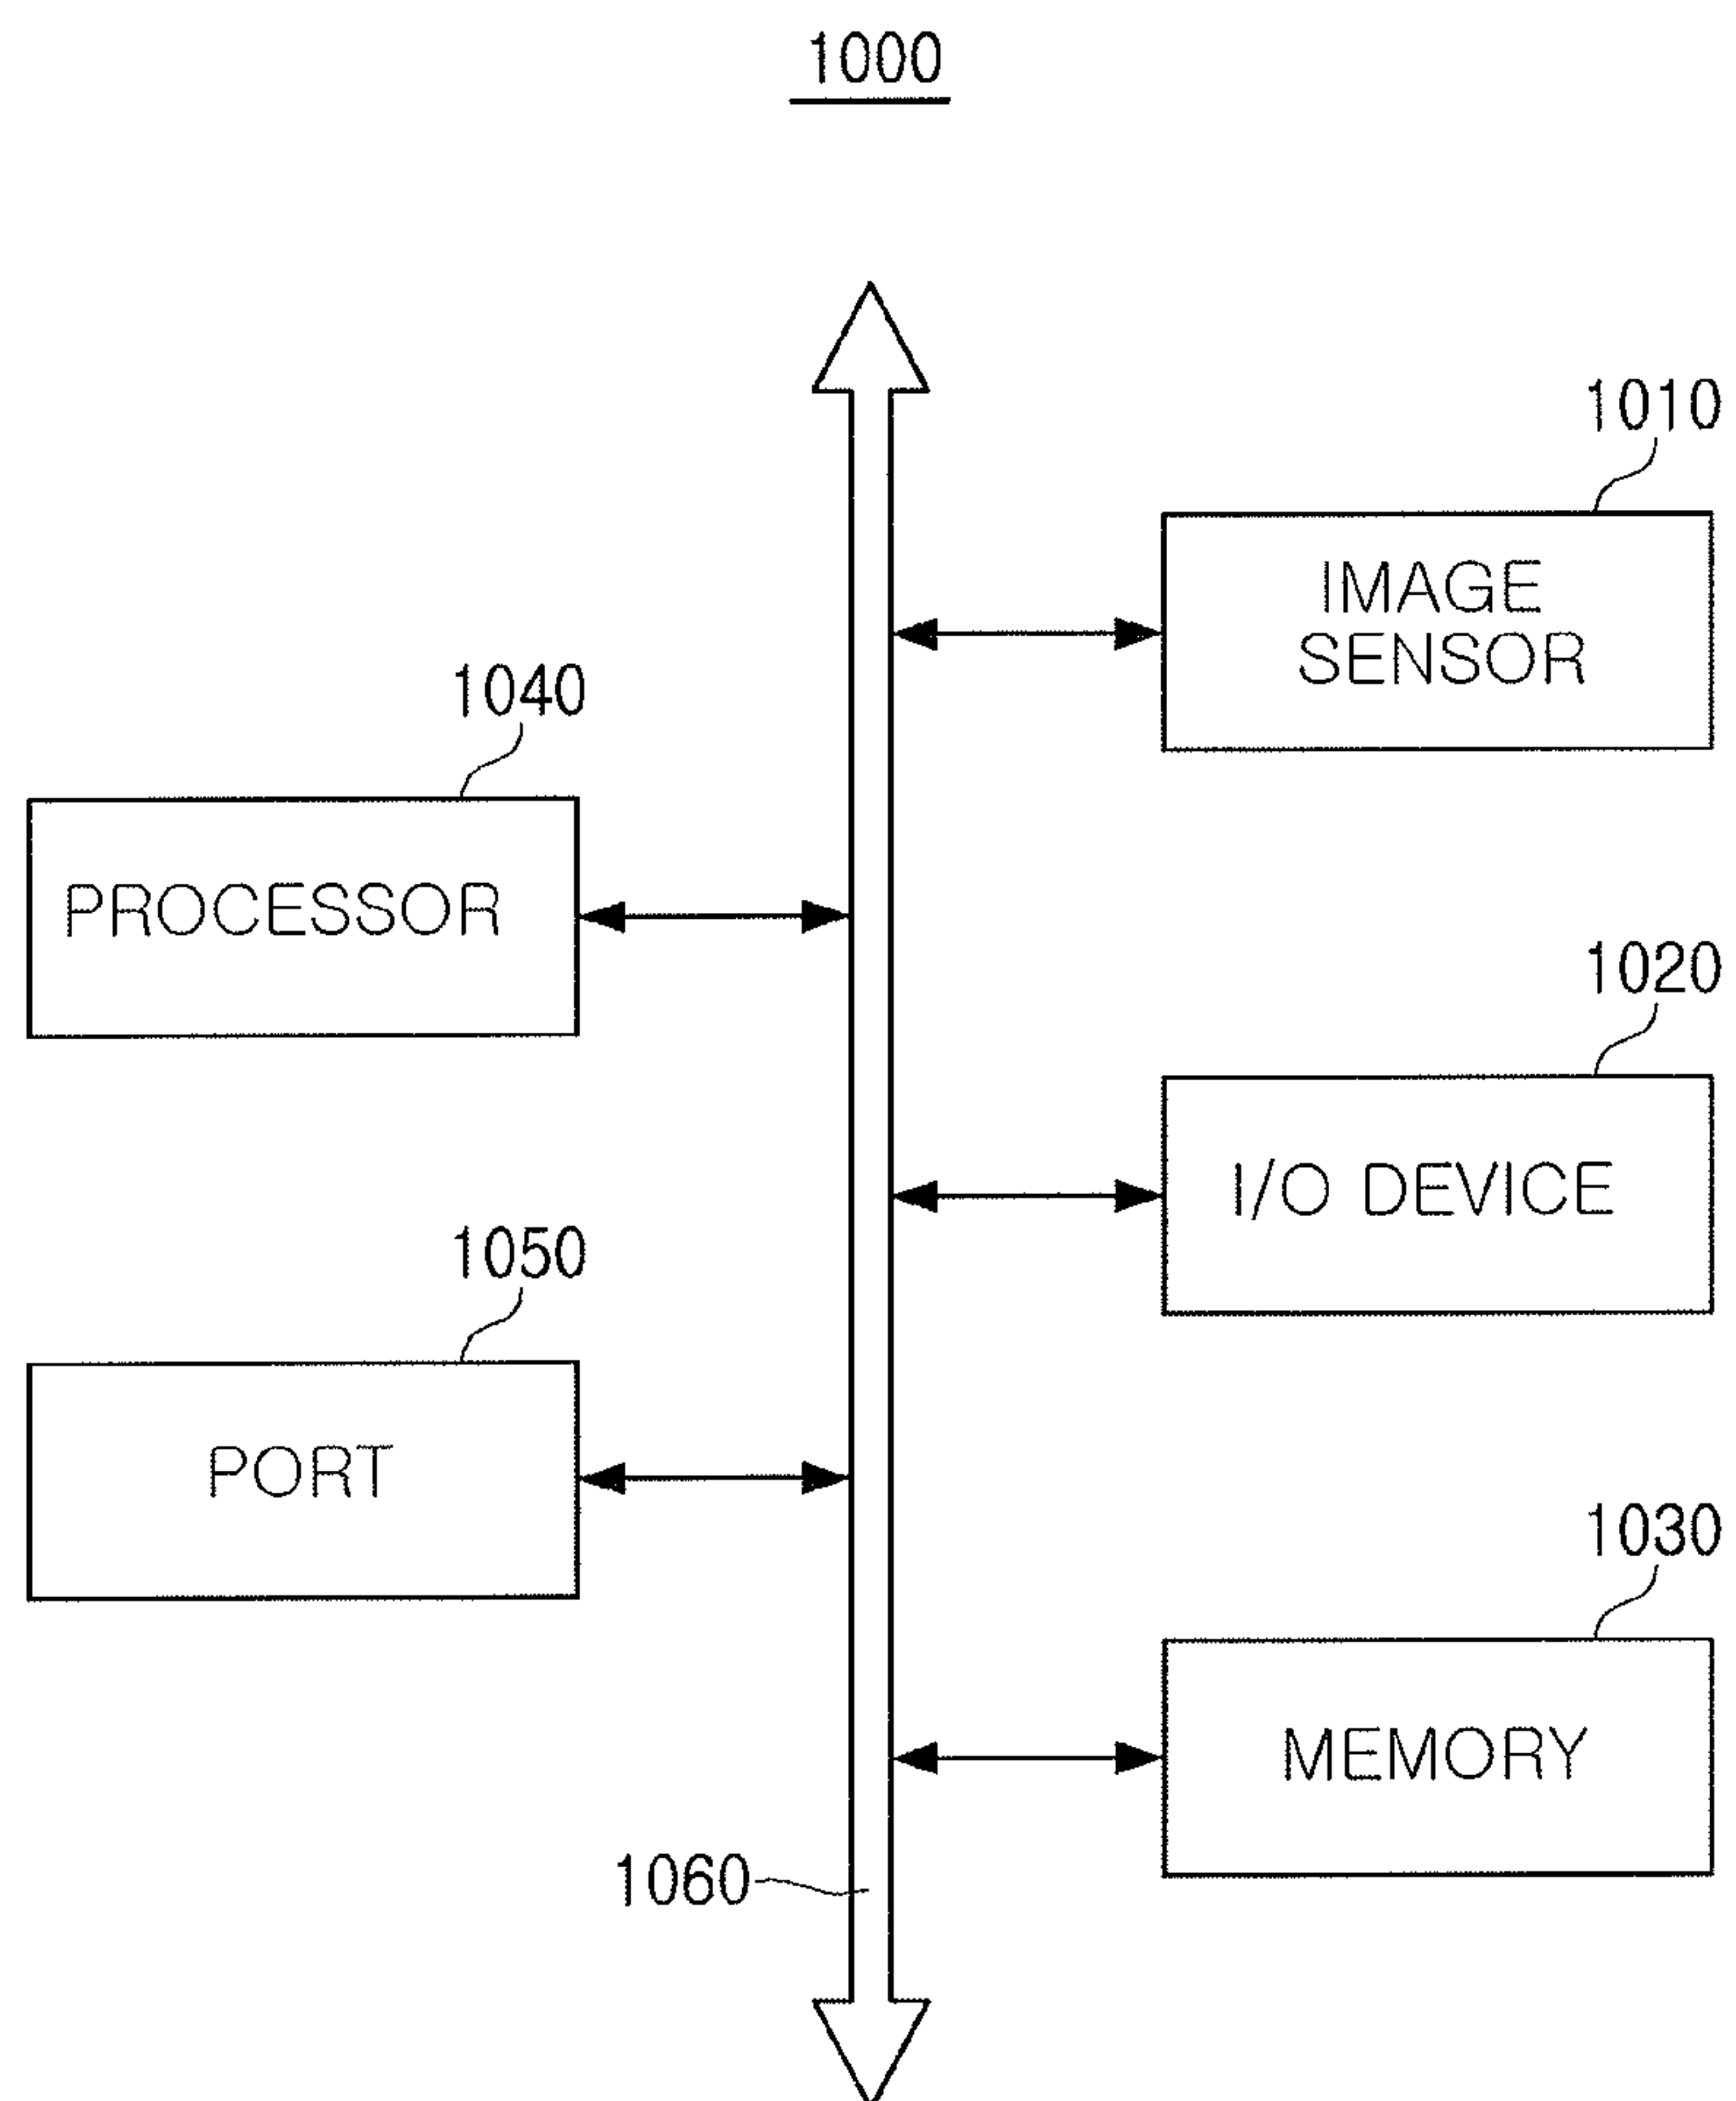 1000
1010
IMAGE
SENSOR
1040
PROCESSOR
1020
I/O DEVICE
1050
PORT
1030
MEMORY
1060